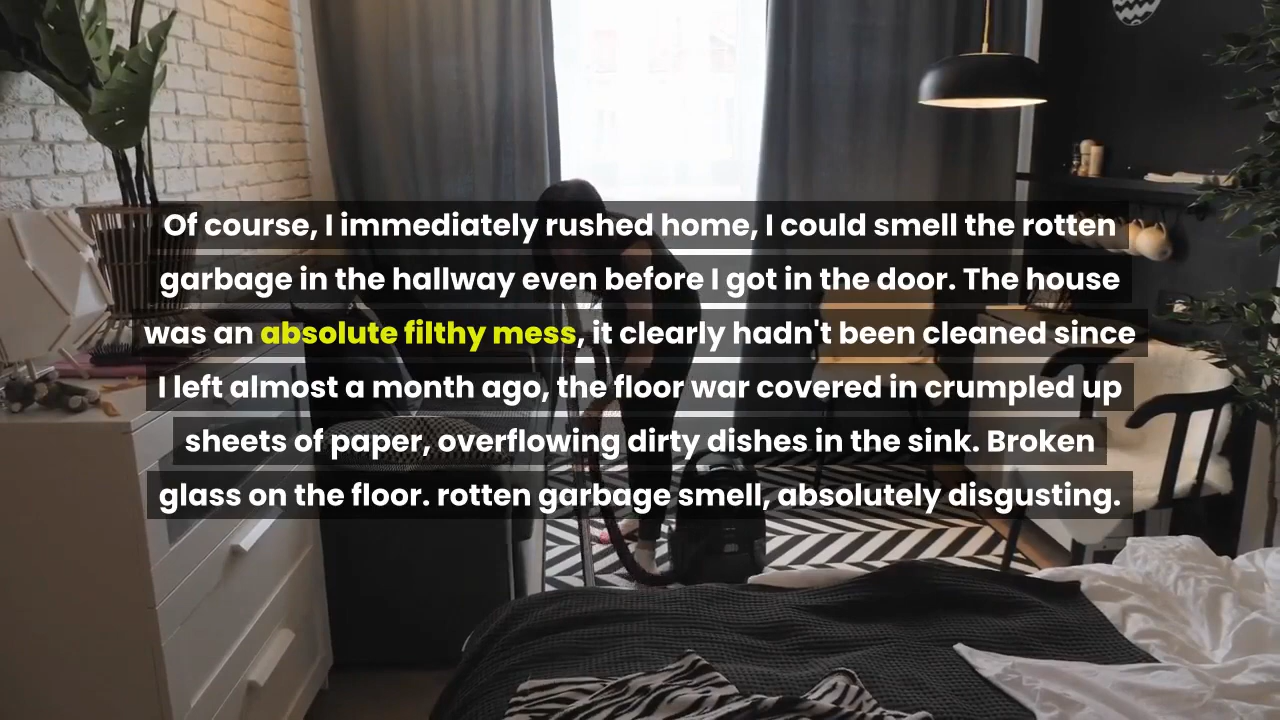 Of course, I immediately rushed home, I could smell the rotten
garbage in the hallway even before I got in the door. The house
was an absolute filthy mess, it clearly hadn't been cleaned since
I left almost a month ago, the floor war covered in crumpled up
sheets of paper, overflowing dirty dishes in the sink. Broken
glass on the floor. rotten garbage smell, absolutely disgusting.